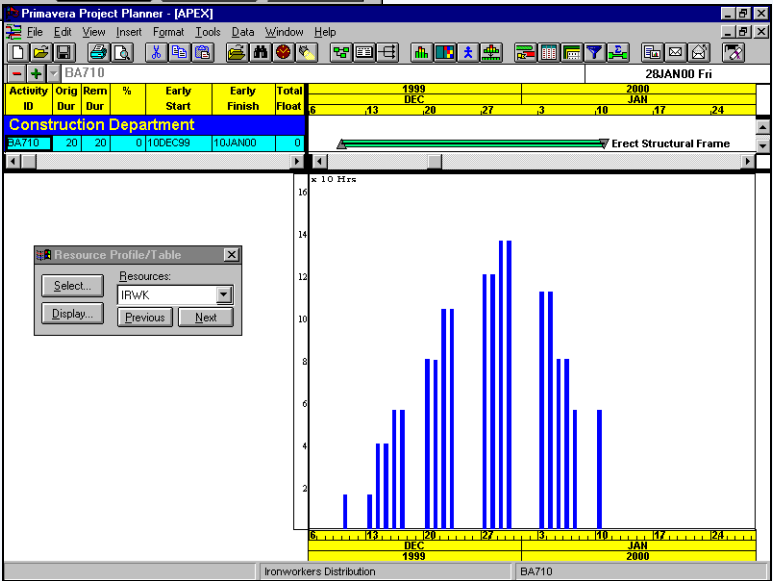 Primavera Project Planner - [APEX]
File Edit View Insert Format Tools Data Window Help
BA710
28JAN00 Fri
Activity Orig Rem % Early Early Total
ID Dur Dur Start Finish Float
1999 2000
DEC JAN
6 13 20 27 3 10 17 24
Construction Department
BA710 20 20 0 10DEC99 10JAN00 0
Erect Structural Frame
x 10 Hrs
16
14
Resource Profile/Table
Select...
Resources:
12
IRWK
Display...
Previous Next
10
8
6
4
2
6 13 20 27 3 10 17 24
DEC JAN
1999 2000
Ironworkers Distribution BA710